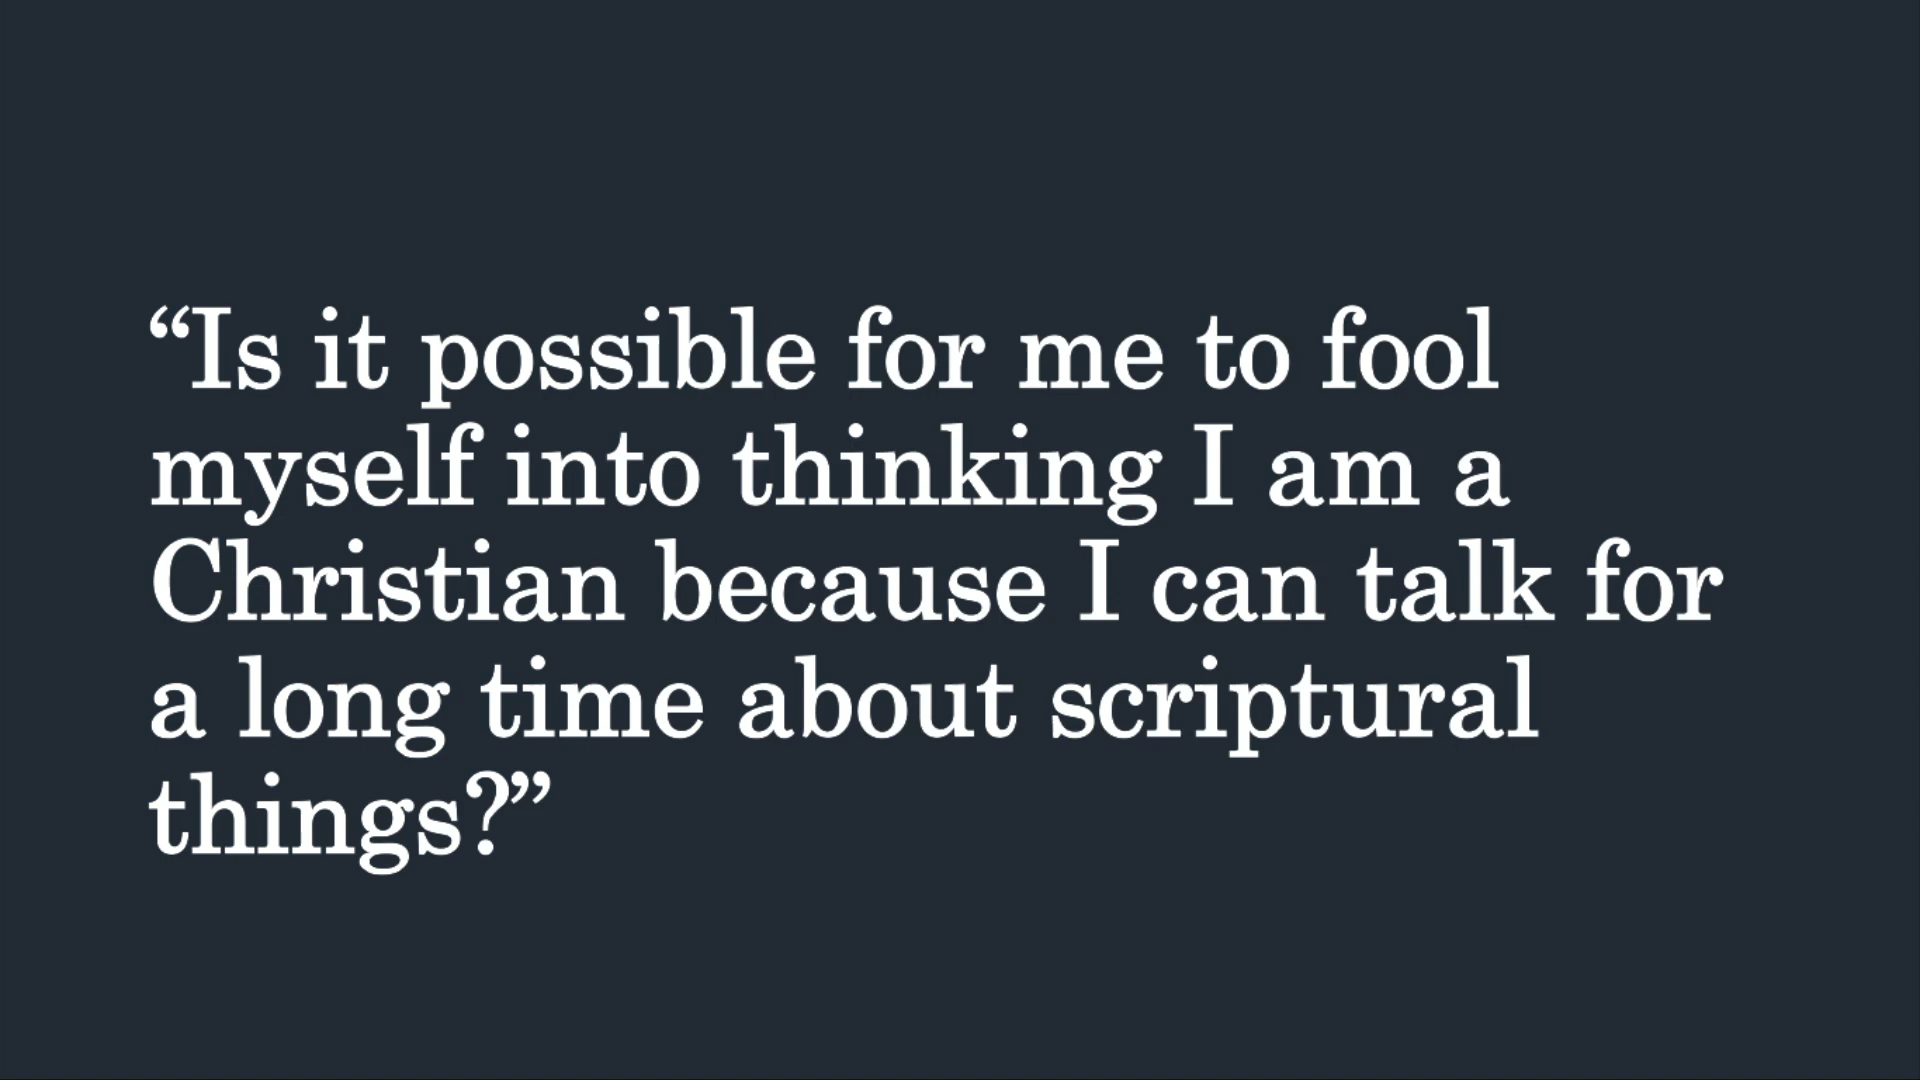 “Is it possible for me to fool
myself into thinking I am a
Christian because I can talk for
a long time about scriptural
things?”